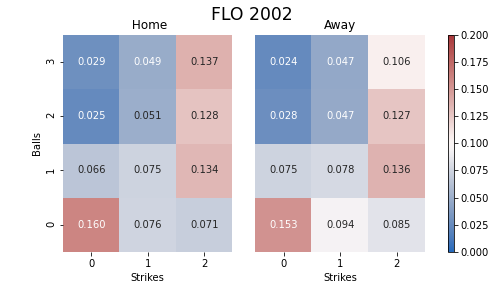 FLO 2002
Home Away
3 0.029 0.049 0.137 0.024 0.047 0.106
2 0.025 0.051 0.128 0.028 0.047 0.127
1 0.066 0.075 0.134 0.075 0.078 0.136
0 0.160 0.076 0.071 0.153 0.094 0.085
Balls
0 1 2 0 1 2
Strikes Strikes
0.200
0.175
0.150
0.125
0.100
0.075
0.050
0.025
0.000